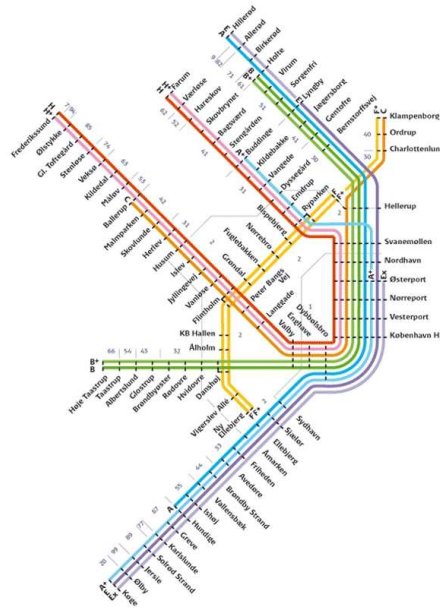 A E
Hillerød
Allerød
Birkerød
Holte
Virum
Sorgenfri
Lyngby
Jægersborg
Gentofte
Bernstorffsvej
B B+
H H+
Farum
Værløse
Hareskov
Skovbrynet
Bagsværd
Stengården
Buddinge
A+
Kildebakke
Vangede
Dyssegård
Emdrup
Ryparken
F F+
F+ C
Klampenborg
Ordrup
Charlottenlun
Hellerup
Svanemøllen
Nordhavn
Østerport
Nørreport
Vesterport
København H
A+
Ex
Frederikssund
Ølstykke
Gl. Toftegård
Stenløse
Veksø
Kildedal
Måløv
C
Ballerup
Malmparken
Skovlunde
Herlev
Husum
Islev
Jyllingevej
Vanløse
Flintholm
Bispebjerg
Nørrebro
Fuglebakken
Grøndal
Peter Bangs
Vej
Langgade
Valby
Enghave
Dybbølsbro
KB Hallen
Ålholm
B+
B
Høje Taastrup
Taastrup
Albertslund
Glostrup
Brøndbyøster
Rødovre
Hvidovre
Danshøj
Vigerslev Allé
Ny
Ellebjerg
F F+
Sydhavn
Sjælør
Ellebjerg
Åmarken
Friheden
Avedøre
Brøndby Strand
Vallensbæk
Ishøj
A
Hundige
Greve
Karlslunde
Solrød Strand
Jersie
Ølby
Køge
A+ E Ex